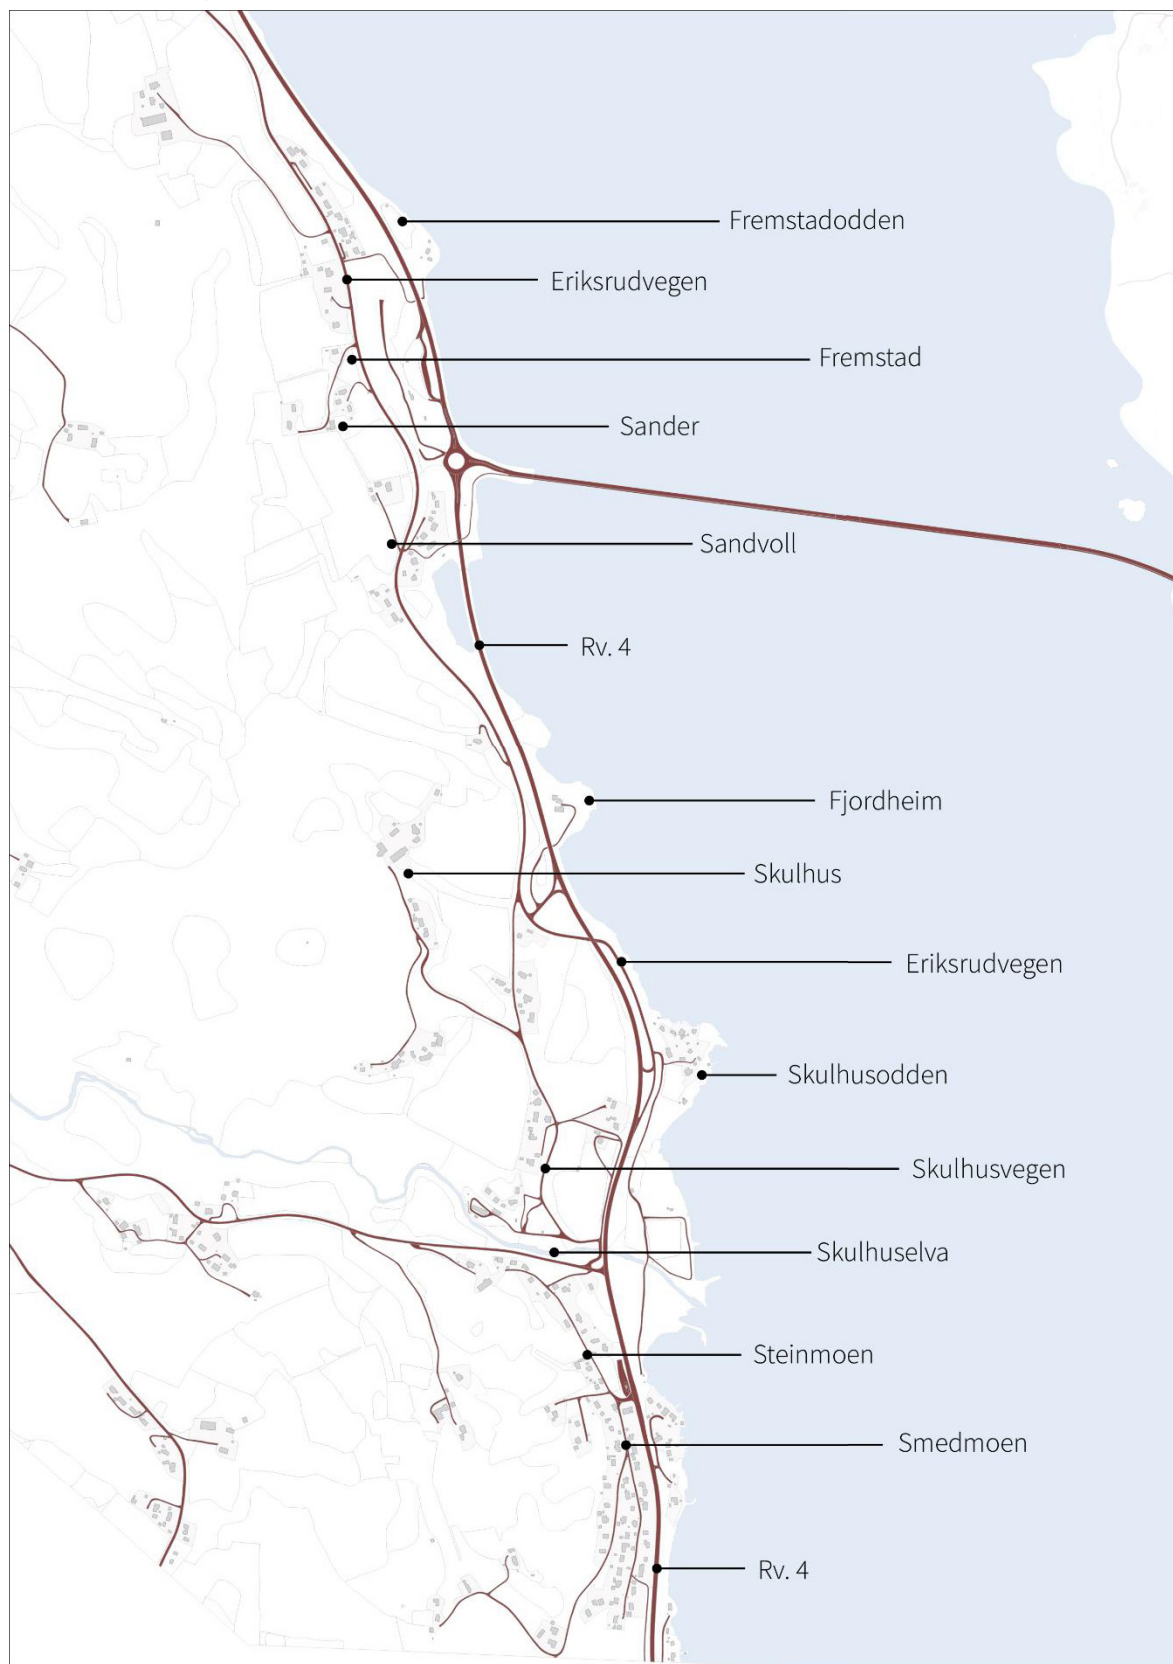 Fremstadodden
Eriksrudvegen
Fremstad
Sander
Sandvoll
Rv. 4
Fjordheim
Skulhus
Eriksrudvegen
Skulhusodden
Skulhusvegen
Skulhuselva
Steinmoen
Smedmoen
Rv. 4